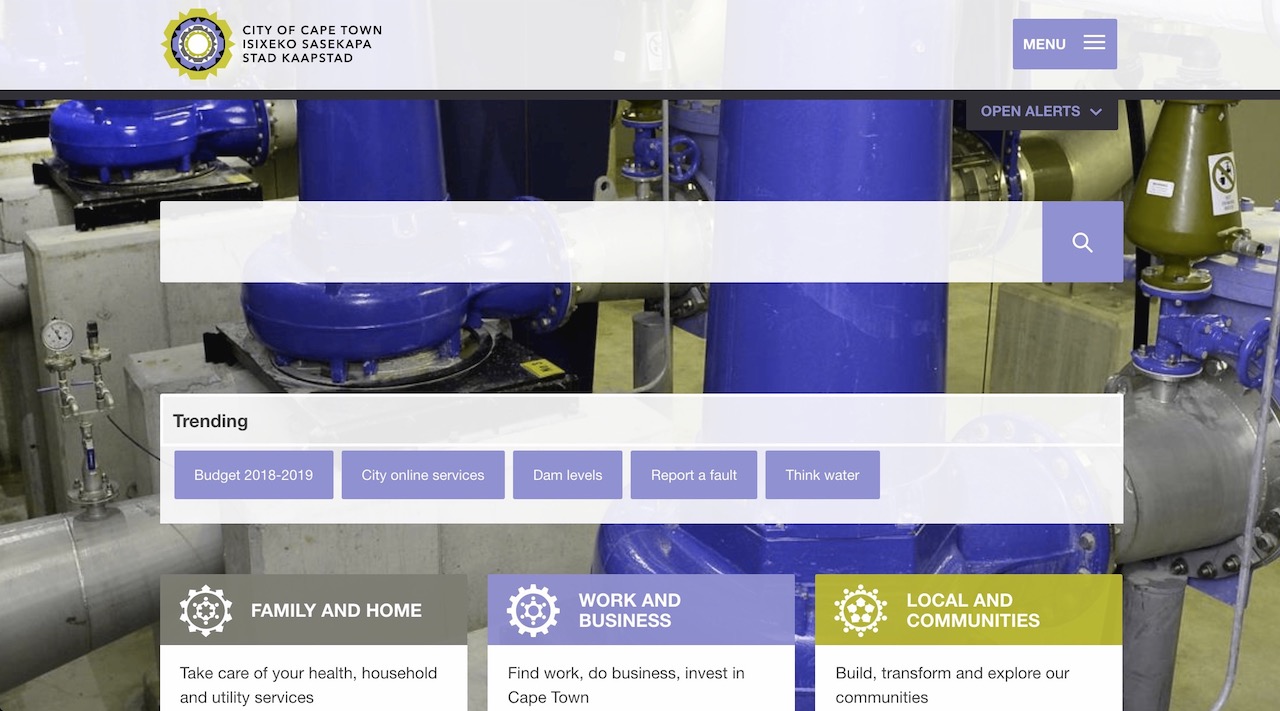 CITY OF CAPE TOWN
ISIXEKO SASEKAPA
STAD KAAPSTAD
MENU
OPEN ALERTS
Trending
Budget 2018-2019
City online services
Dam levels
Report a fault
Think water
FAMILY AND HOME
Take care of your health, household
and utility services
WORK AND
BUSINESS
Find work, do business, invest in
Cape Town
LOCAL AND
COMMUNITIES
Build, transform and explore our
communities